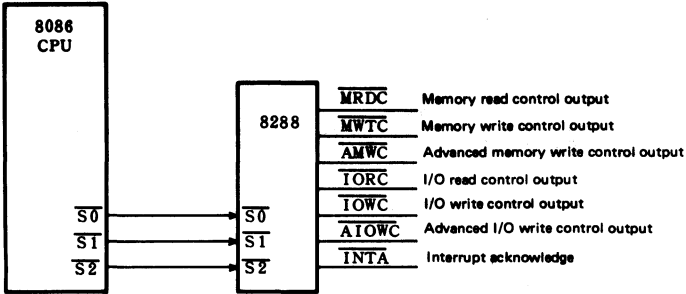 8086
CPU
8288
MRDC Memory read control output
MWTC Memory write control output
AMWC Advanced memory write control output
IORC I/O read control output
S0 S0 IOWC I/O write control output
S1 S1 AIOWC Advanced I/O write control output
S2 S2 INTA Interrupt acknowledge